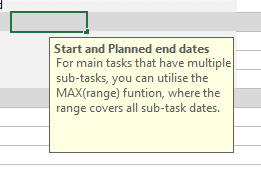 Start and Planned end dates
For main tasks that have multiple
sub-tasks, you can utilise the
MAX(range) funtion, where the
range covers all sub-task dates.